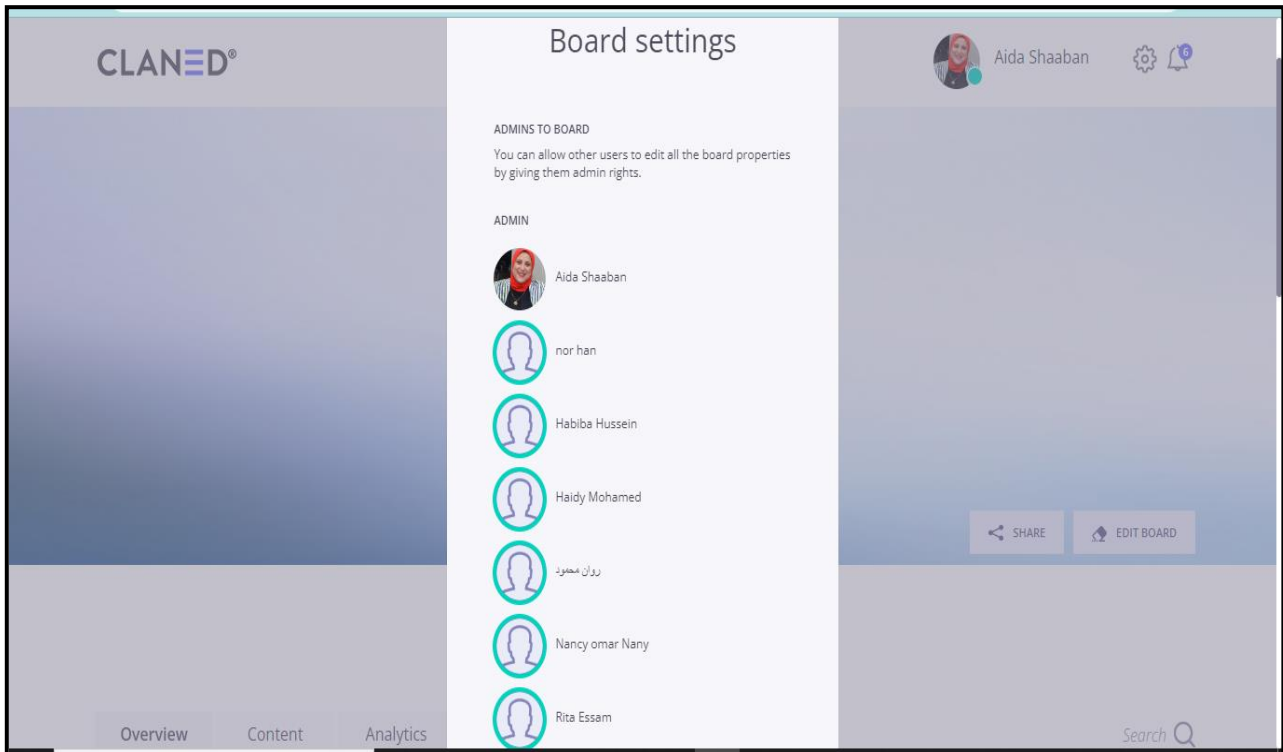 CLANED®
Aida Shaaban
6
Board settings
ADMINS TO BOARD
You can allow other users to edit all the board properties
by giving them admin rights.
ADMIN
Aida Shaaban
nor han
Habiba Hussein
Haidy Mohamed
روان محمود
Nancy omar Nany
Rita Essam
SHARE
EDIT BOARD
Overview
Content
Analytics
Search